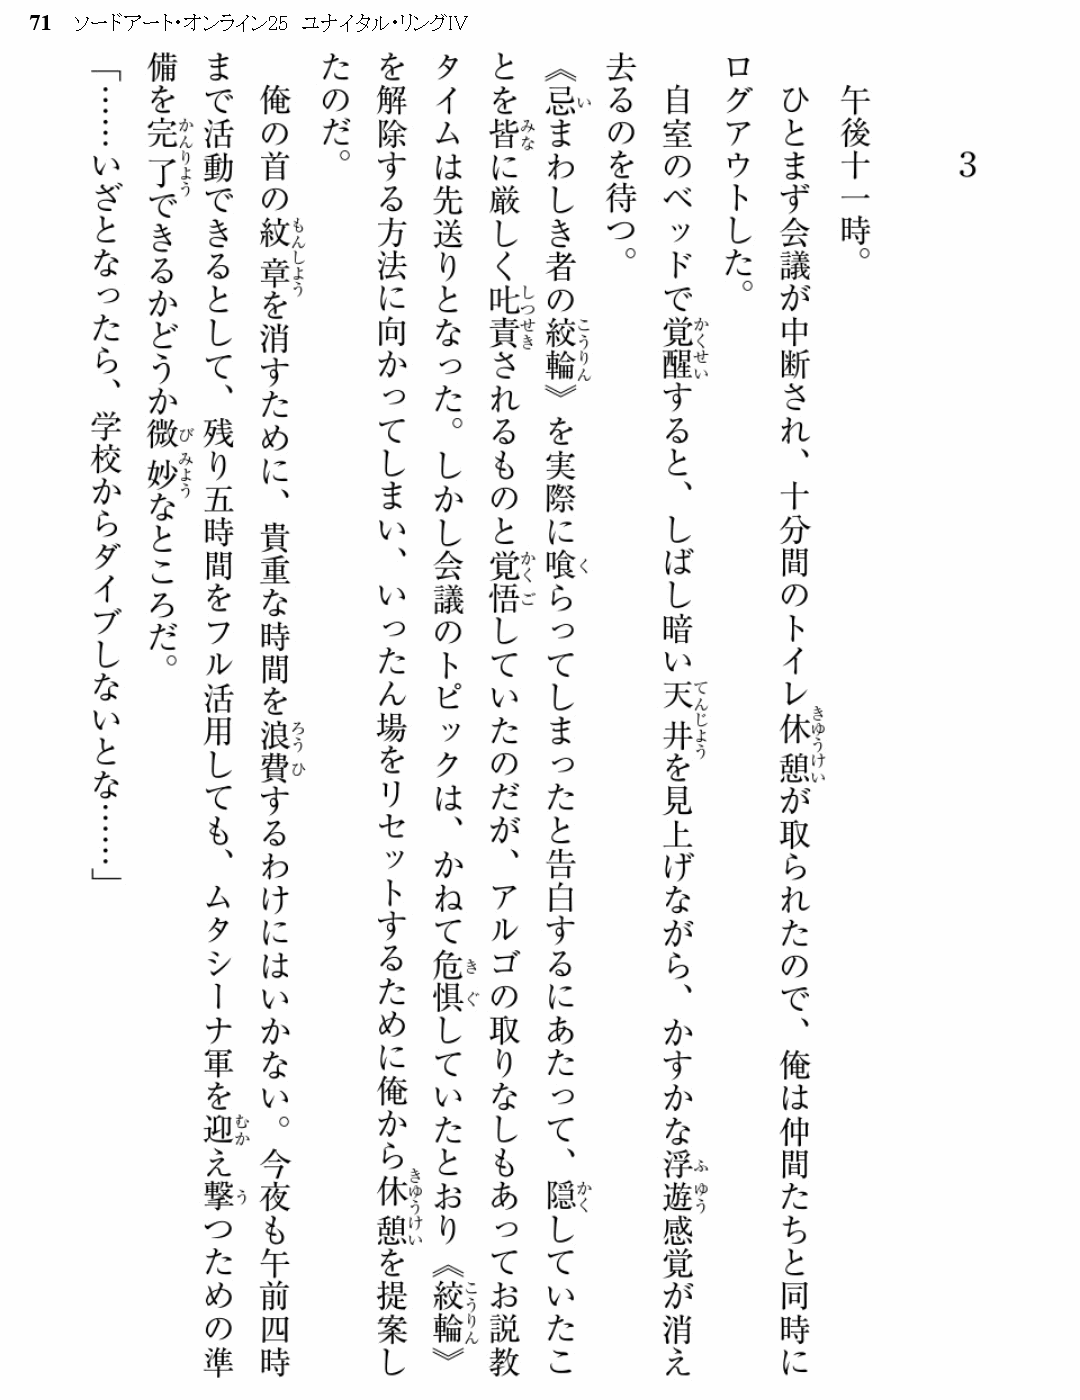 71 ソードアート・オンライン25 ユナイタル・リングIV
3
午後十一時。
ひとまず会議が中断され、十分間のトイレ休憩が取られたので、俺は仲間たちと同時に
ログアウトした。
自室のベッドで覚醒すると、しばし暗い天井を見上げながら、かすかな浮遊感覚が消え
去るのを待つ。
《忌まわしき者の絞輪》を実際に喰らってしまったと告白するにあたって、隠していたこ
とを皆に厳しく叱責されるものと覚悟していたのだが、アルゴの取りなしもあってお説教
タイムは先送りとなった。しかし会議のトピックは、かねて危惧していたとおり《絞輪》
を解除する方法に向かってしまい、いったん場をリセットするために俺から休憩を提案し
たのだ。
俺の首の紋章を消すために、貴重な時間を浪費するわけにはいかない。今夜も午前四時
まで活動できるとして、残り五時間をフル活用しても、ムタシーナ軍を迎え撃つための準
備を完了できるかどうか微妙なところだ。
「……いざとなったら、学校からダイブしないとな……」